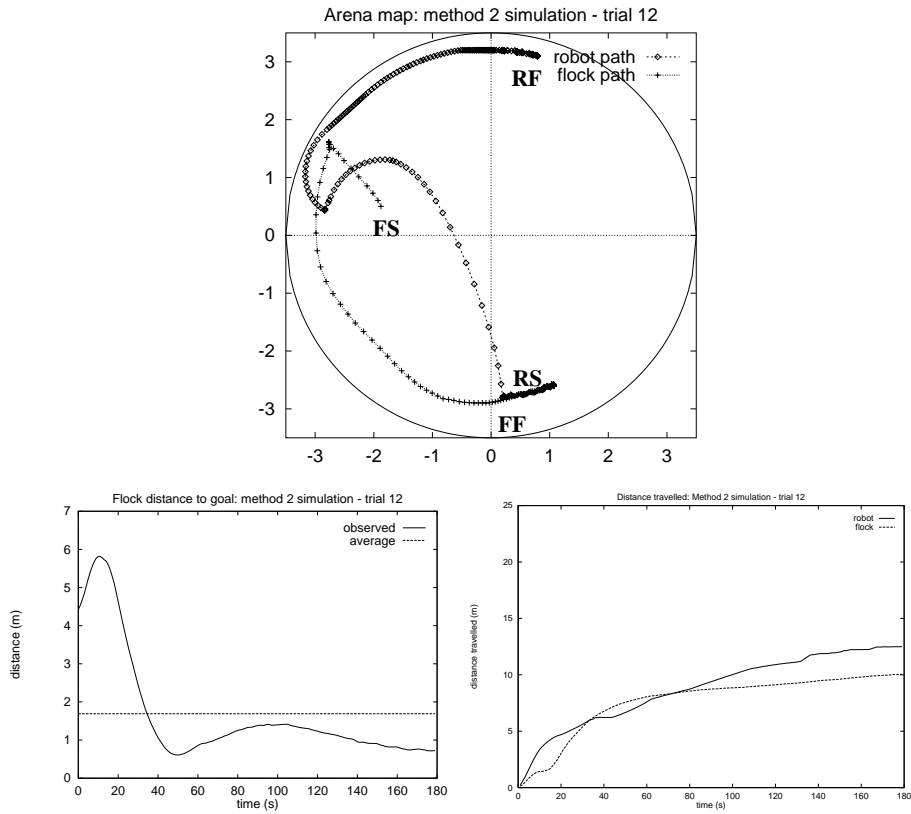 Arena map: method 2 simulation - trial 12
3
2
1
0
-1
-2
-3
robot path
flock path
RF
FS
RS
FF
-3 -2 -1 0 1 2 3
Flock distance to goal: method 2 simulation - trial 12
7
6
5
4
3
2
1
0
distance (m)
observed
average
0 20 40 60 80 100 120 140 160 180
time (s)
Distance travelled: Method 2 simulation - trial 12
25
20
15
10
5
0
distance travelled (m)
robot
flock
0 20 40 60 80 100 120 140 160 180
time (s)